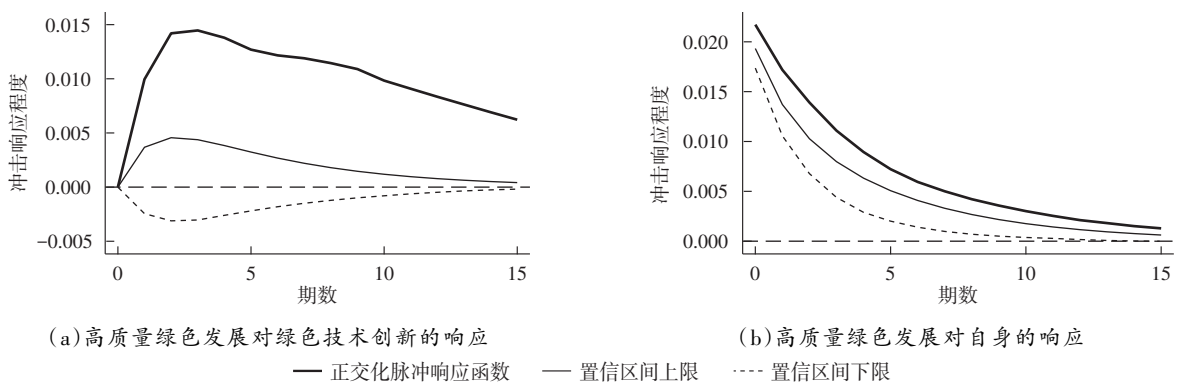 0.015
0.010
0.005
0.000
−0.005
冲击响应程度
0 5 10 15
期数
(a)高质量绿色发展对绿色技术创新的响应
0.020
0.015
0.010
0.005
0.000
冲击响应程度
0 5 10 15
期数
(b)高质量绿色发展对自身的响应
正交化脉冲响应函数 置信区间上限 置信区间下限